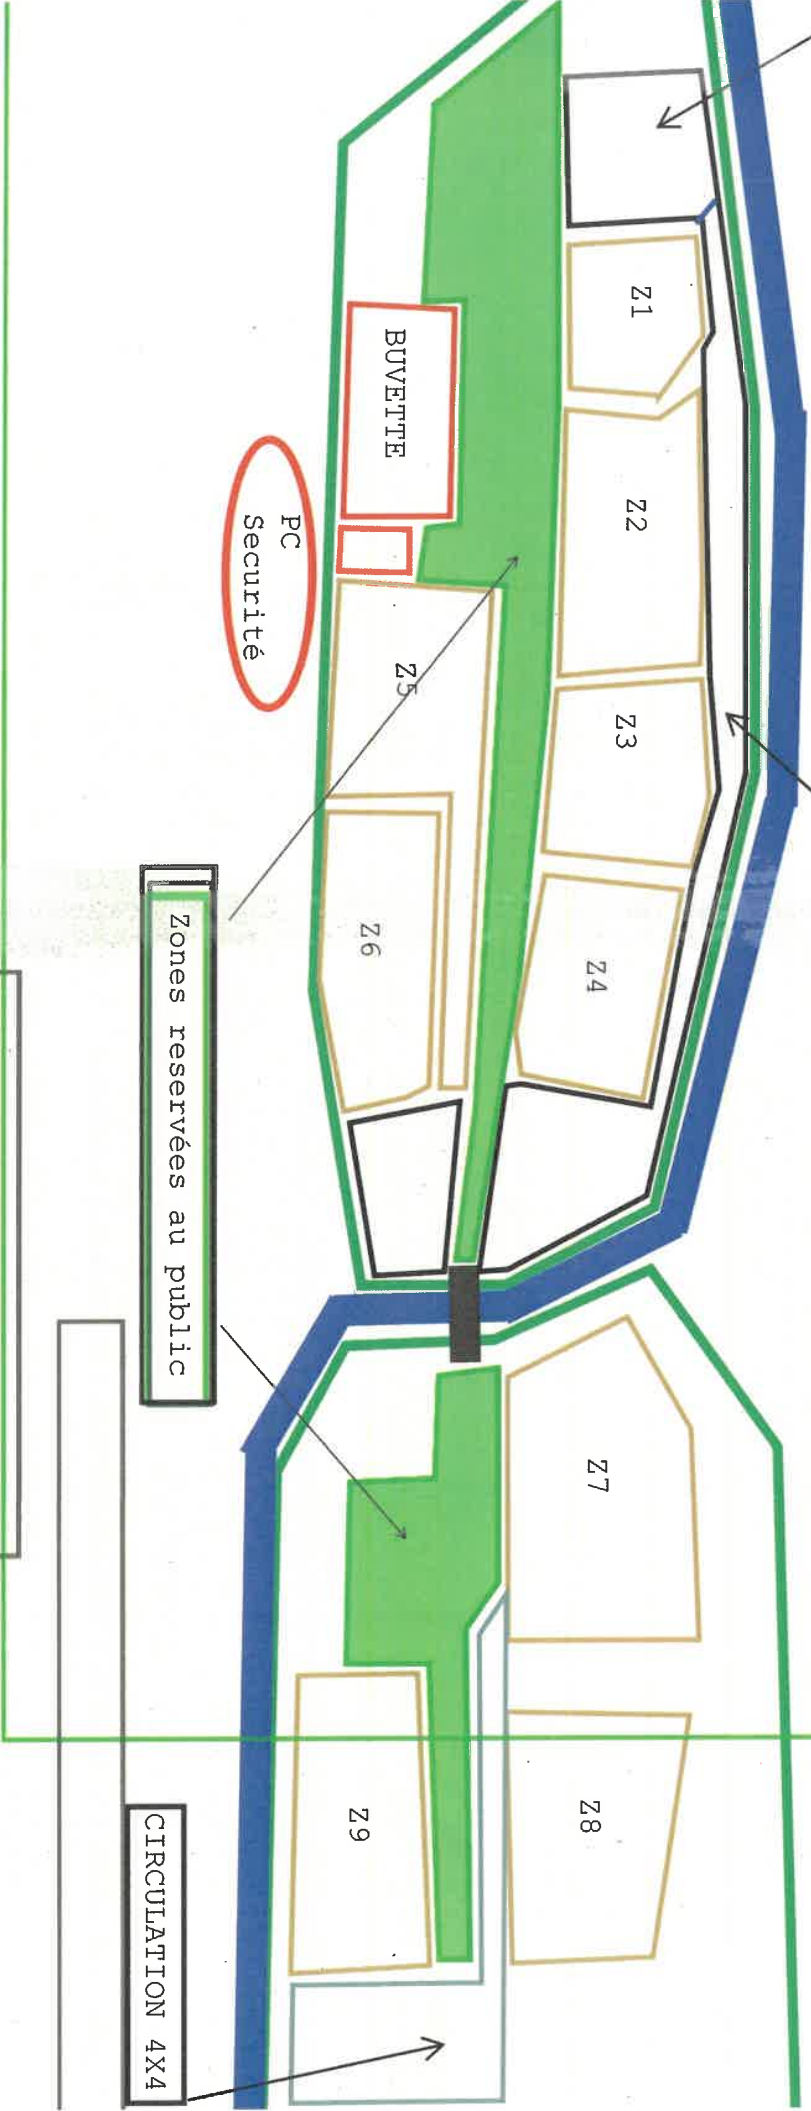 Z1
Z2
Z3
Z4
BUVETTE
PC
Securité
Z5
Z6
Zones reservées au public
Z7
Z8
Z9
CIRCULATION 4X4